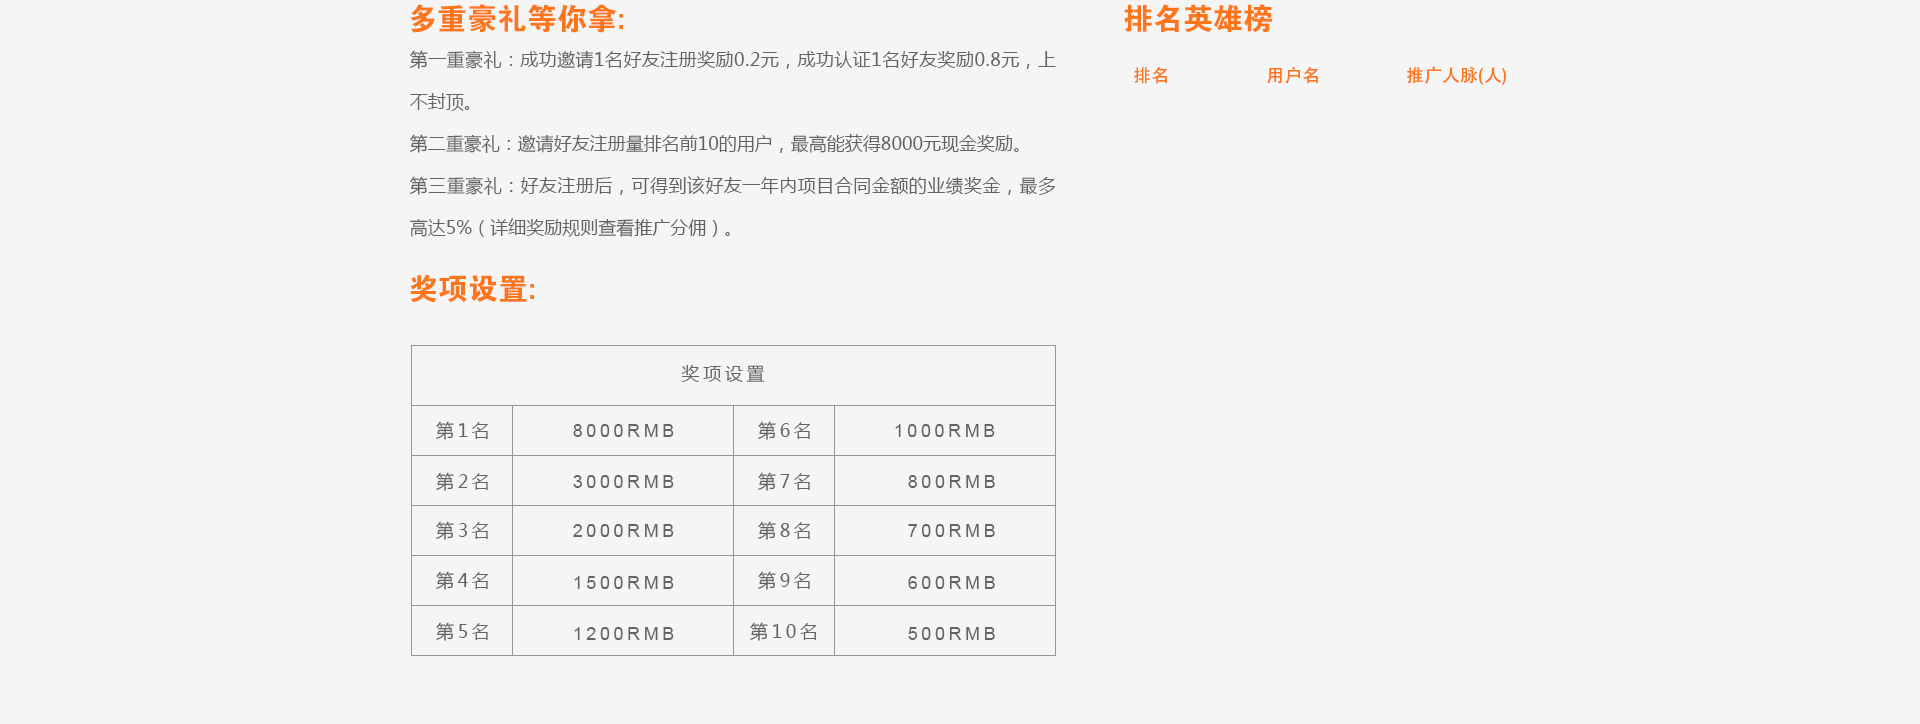 多重豪礼等你拿:
第一重豪礼：成功邀请1名好友注册奖励0.2元，成功认证1名好友奖励0.8元，上
不封顶。
第二重豪礼：邀请好友注册量排名前10的用户，最高能获得8000元现金奖励。
第三重豪礼：好友注册后，可得到该好友一年内项目合同金额的业绩奖金，最多
高达5%（详细奖励规则查看推广分佣）。
奖项设置:
奖项设置
第1名 8000RMB 第6名 1000RMB
第2名 3000RMB 第7名 800RMB
第3名 2000RMB 第8名 700RMB
第4名 1500RMB 第9名 600RMB
第5名 1200RMB 第10名 500RMB
排名英雄榜
排名 用户名 推广人脉(人)